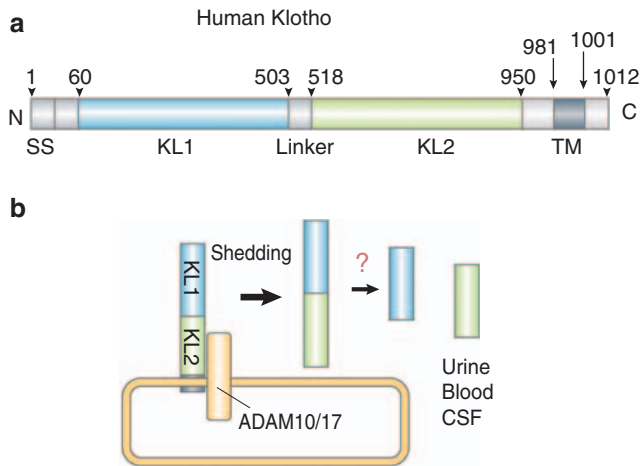 a
Human Klotho
1 60 503 518 950 981 1001 1012
N C
SS KL1 Linker KL2 TM
b
KL1
KL2
Shedding
?
ADAM10/17
Urine
Blood
CSF